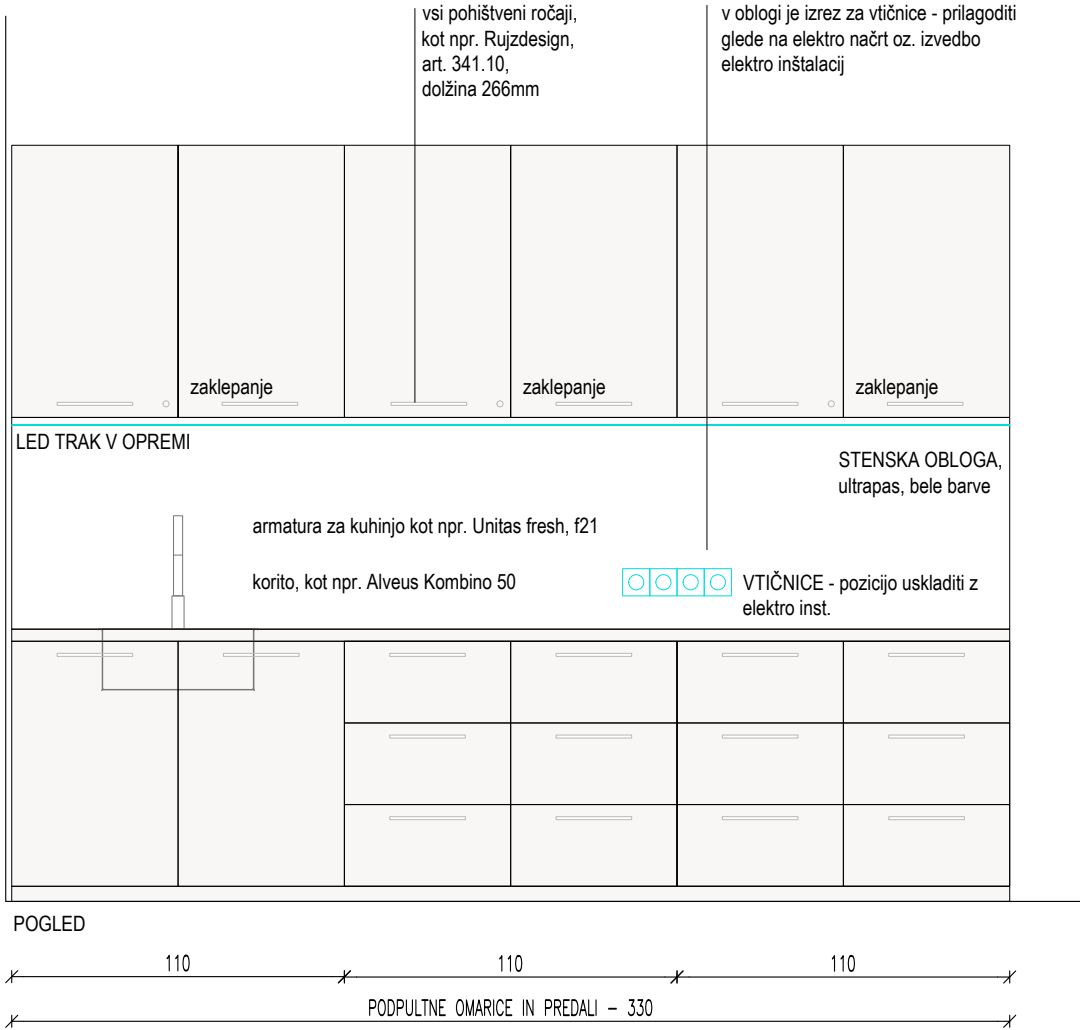 vsi pohištveni ročaji,
kot npr. Rujzdesign,
art. 341.10,
dolžina 266mm
v oblogi je izrez za vtičnice - prilagoditi
glede na elektro načrt oz. izvedbo
elektro inštalacij
zaklepanje
zaklepanje
zaklepanje
LED TRAK V OPREMI
STENSKA OBLOGA,
ultrapas, bele barve
armatura za kuhinjo kot npr. Unitas fresh, f21
korito, kot npr. Alveus Kombino 50
VTIČNICE - pozicijo uskladiti z
elektro inst.
POGLED
110
110
110
PODPULTNE OMARICE IN PREDALI – 330